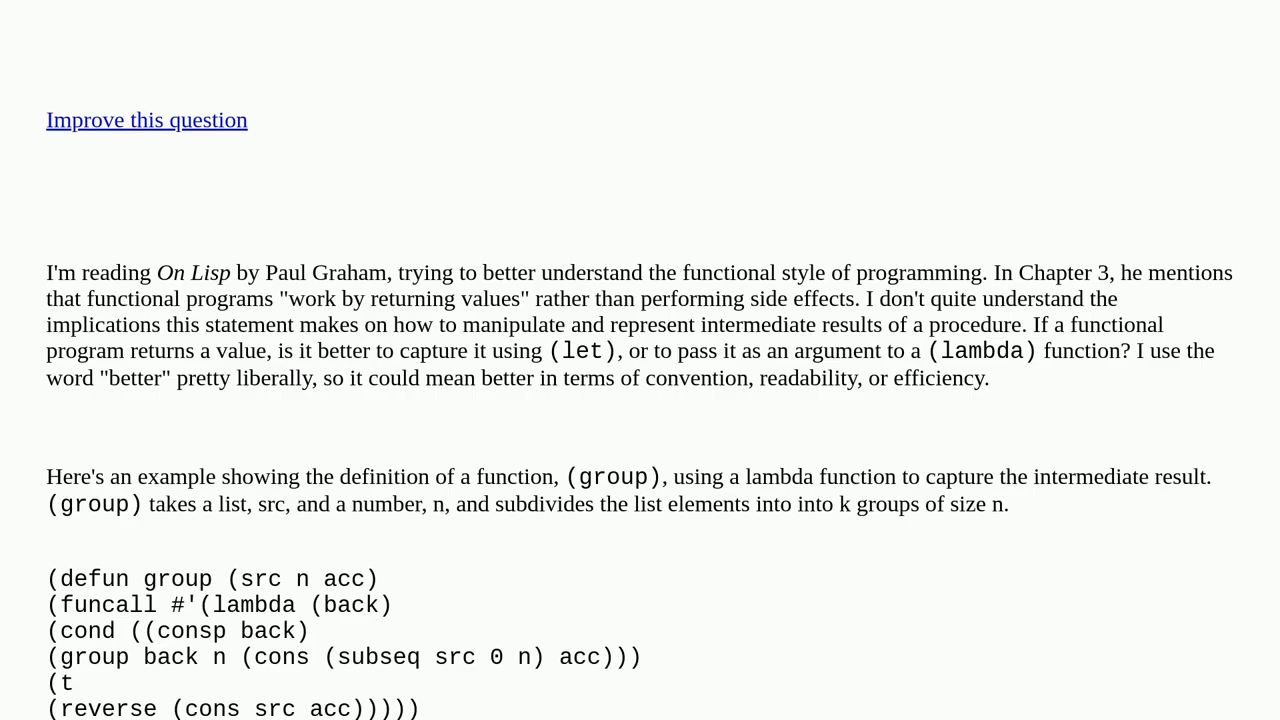 Improve this question
I'm reading On Lisp by Paul Graham, trying to better understand the functional style of programming. In Chapter 3, he mentions
that functional programs "work by returning values" rather than performing side effects. I don't quite understand the
implications this statement makes on how to manipulate and represent intermediate results of a procedure. If a functional
program returns a value, is it better to capture it using (let), or to pass it as an argument to a (lambda) function? I use the
word "better" pretty liberally, so it could mean better in terms of convention, readability, or efficiency.
Here's an example showing the definition of a function, (group), using a lambda function to capture the intermediate result.
(group) takes a list, src, and a number, n, and subdivides the list elements into into k groups of size n.
(defun group (src n acc)
(funcall #'(lambda (back)
(cond ((consp back)
(group back n (cons (subseq src 0 n) acc)))
(t
(reverse (cons src acc)))))